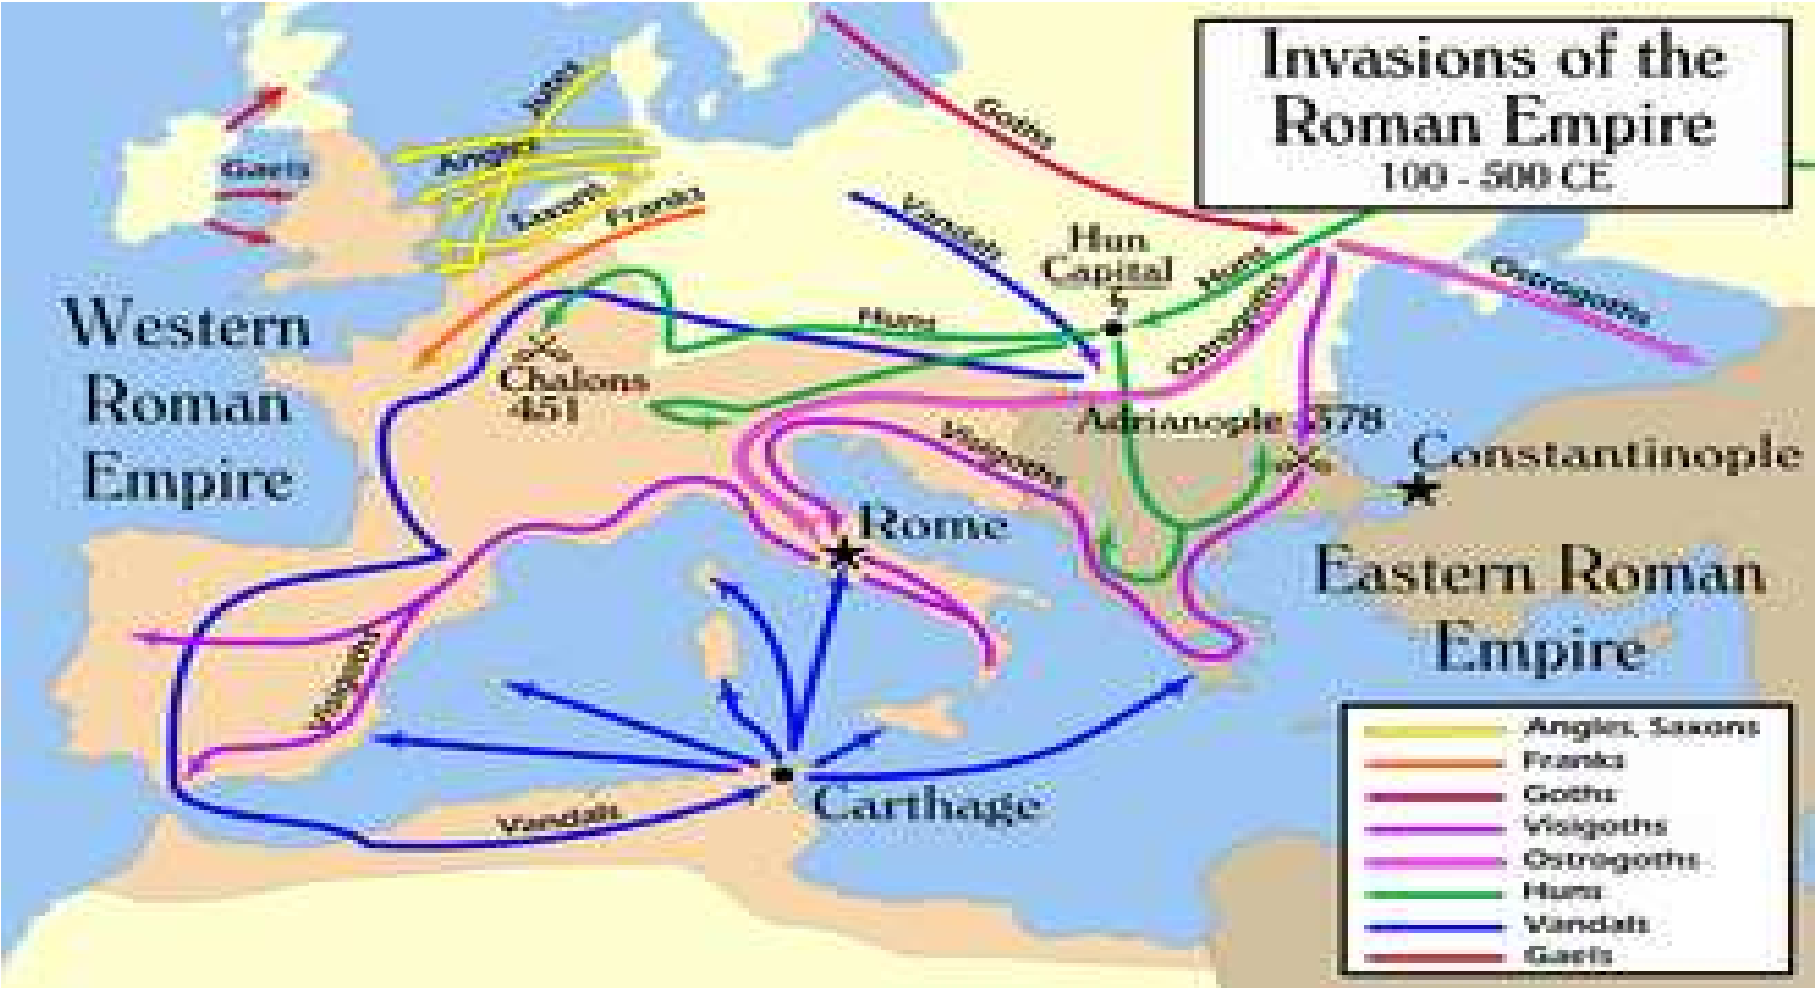 Invasions of the
Roman Empire
100 - 500 CE
Jutes
Angles
Saxons
Franks
Gaels
Goths
Vandals
Hun
Capital
Huns
Ostrogoths
Ostrogoths
Huns
Western
Roman
Empire
Chalons
451
Adrianople 378
Constantinople
Visigoths
Rome
Eastern Roman
Empire
Visigoths
Carthage
Vandals
Angles, Saxons
Franks
Goths
Visigoths
Ostrogoths
Huns
Vandals
Gaels